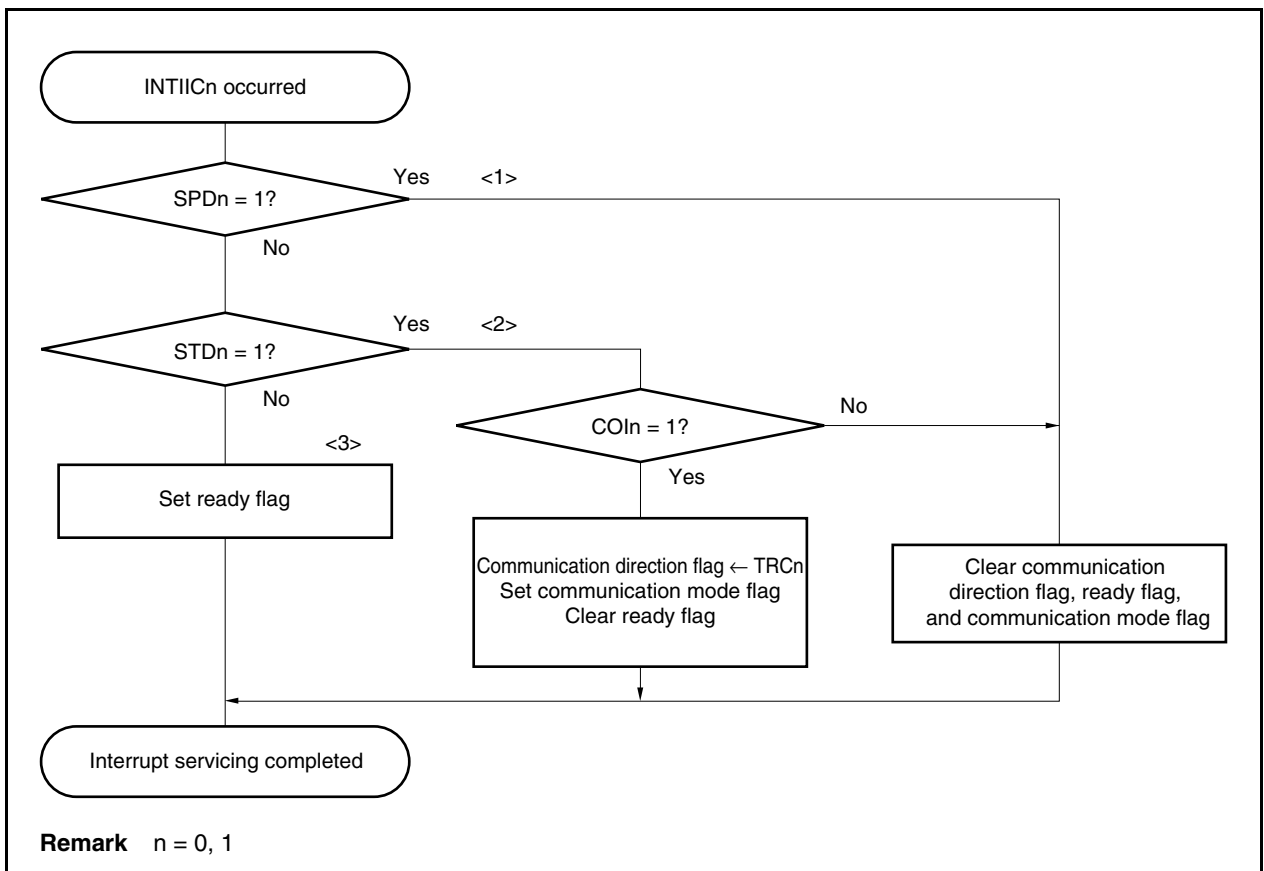 INTIICn occurred
SPDn = 1?
Yes
<1>
No
STDn = 1?
Yes
<2>
No
COIn = 1?
No
Yes
<3>
Set ready flag
Communication direction flag ← TRCn
Set communication mode flag
Clear ready flag
Clear communication
direction flag, ready flag,
and communication mode flag
Interrupt servicing completed
Remark n = 0, 1